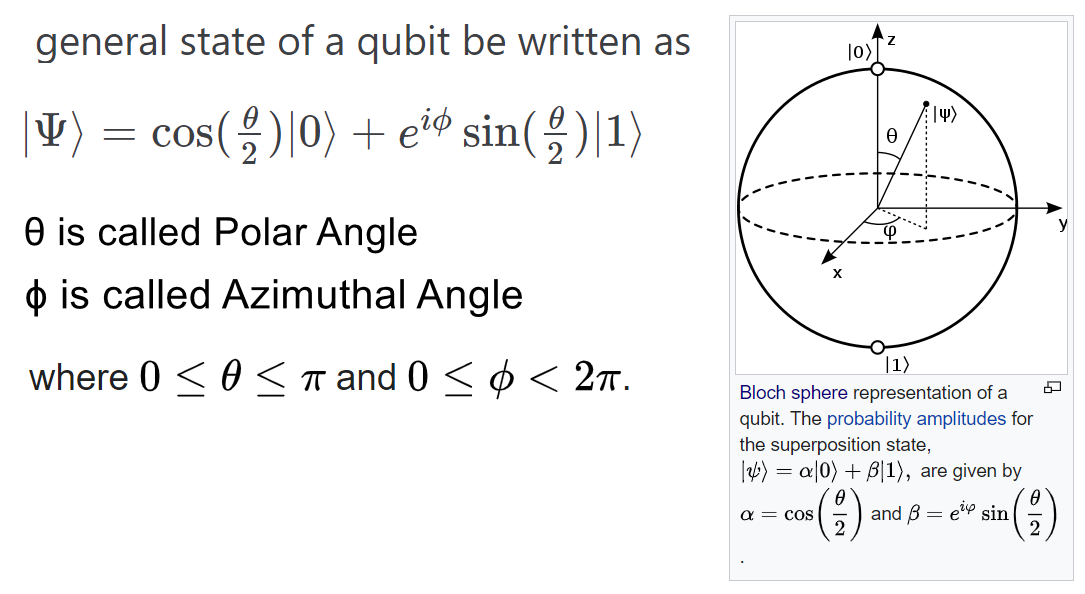 general state of a qubit be written as
|Ψ⟩ = cos(θ/2)|0⟩ + e^{iϕ} sin(θ/2)|1⟩
θ is called Polar Angle
ϕ is called Azimuthal Angle
where 0 ≤ θ ≤ π and 0 ≤ ϕ < 2π.
z
|0⟩
|ψ⟩
θ
φ
y
x
|1⟩
Bloch sphere representation of a
qubit. The probability amplitudes for
the superposition state,
|ψ⟩ = α|0⟩ + β|1⟩, are given by
α = cos(θ/2) and β = e^{iφ} sin(θ/2)
.